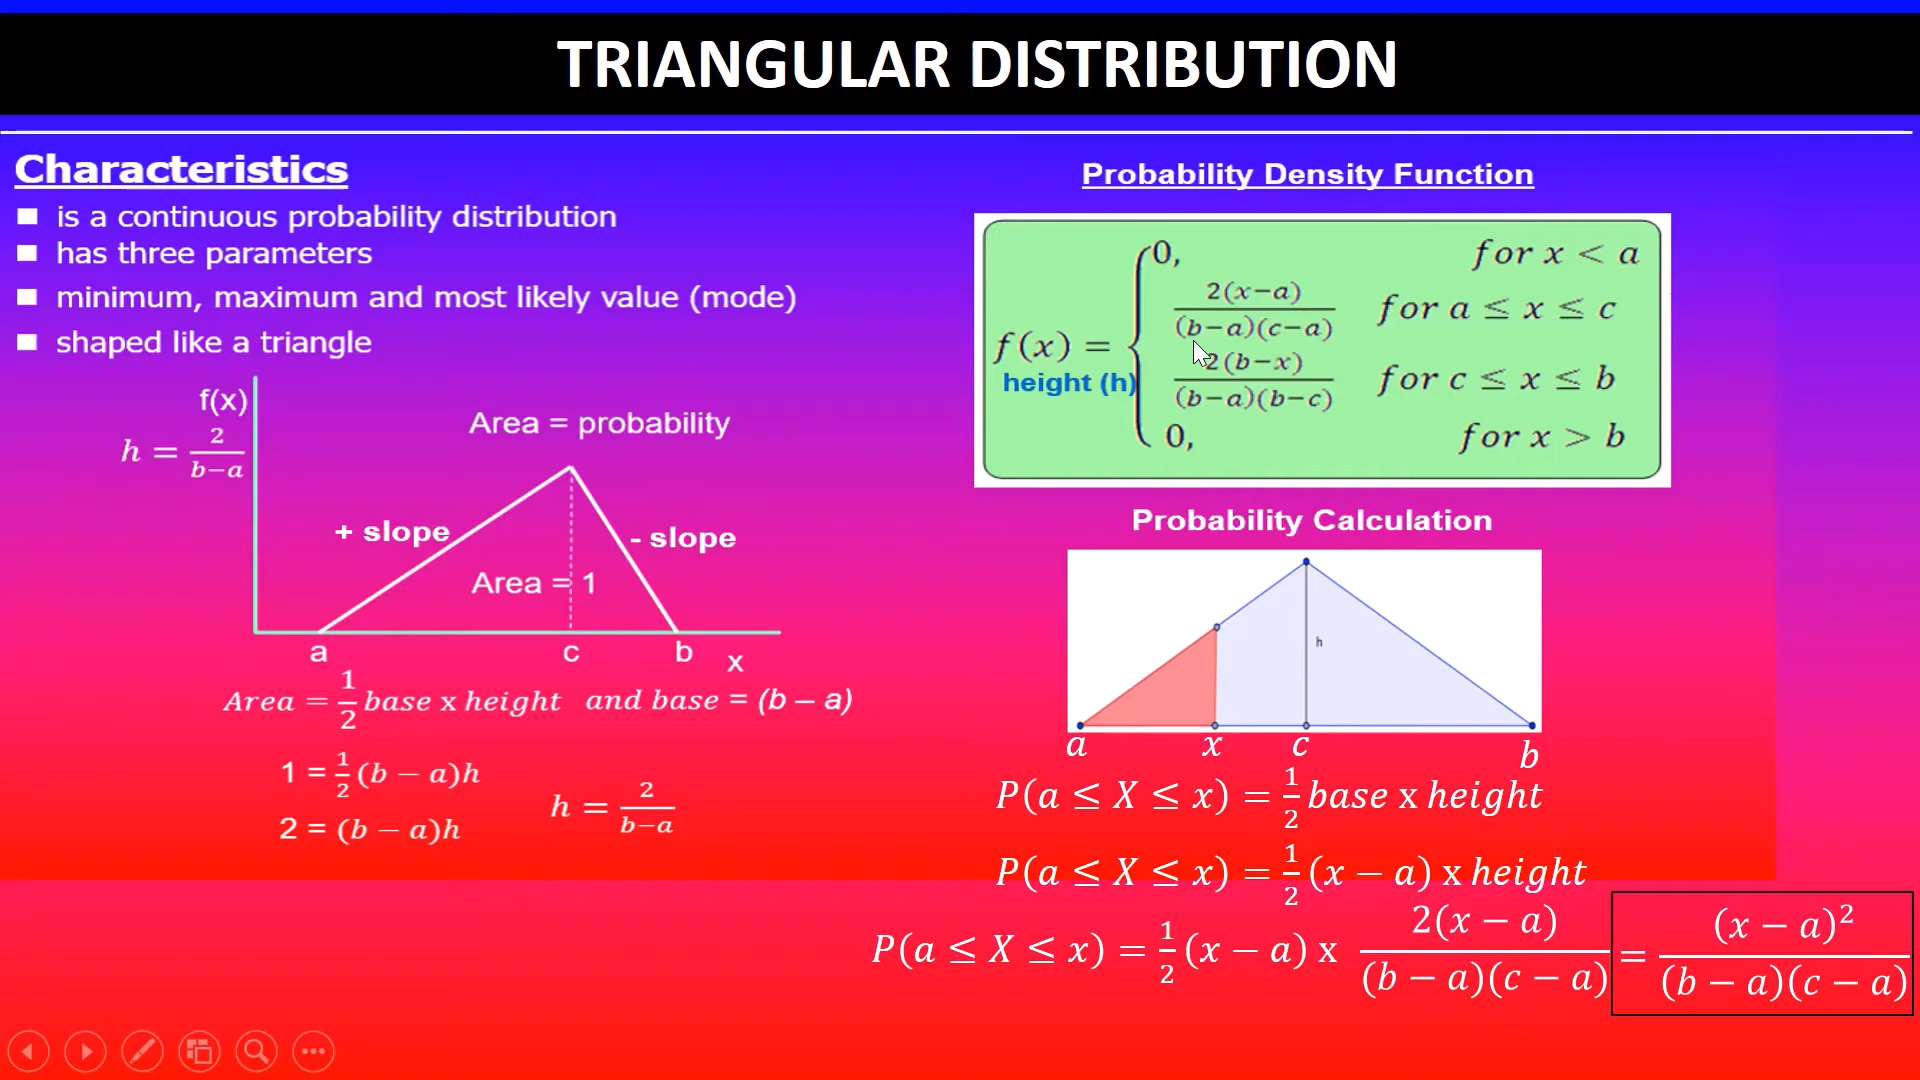 TRIANGULAR DISTRIBUTION
Characteristics
is a continuous probability distribution
has three parameters
minimum, maximum and most likely value (mode)
shaped like a triangle
f(x)
h = 2/(b−a)
Area = probability
+ slope
- slope
Area = 1
a c b x
Area = 1/2 base x height and base = (b – a)
1 = 1/2 (b − a)h
2 = (b − a)h
h = 2/(b−a)
Probability Density Function
f(x) =
height (h)
0, for x < a
2(x−a)/((b−a)(c−a)) for a ≤ x ≤ c
2(b−x)/((b−a)(b−c)) for c ≤ x ≤ b
0, for x > b
Probability Calculation
h
a x c b
P(a ≤ X ≤ x) = 1/2 base x height
P(a ≤ X ≤ x) = 1/2 (x − a) x height
P(a ≤ X ≤ x) = 1/2 (x − a) x 2(x − a)/((b − a)(c − a)) = (x − a)²/((b − a)(c − a))